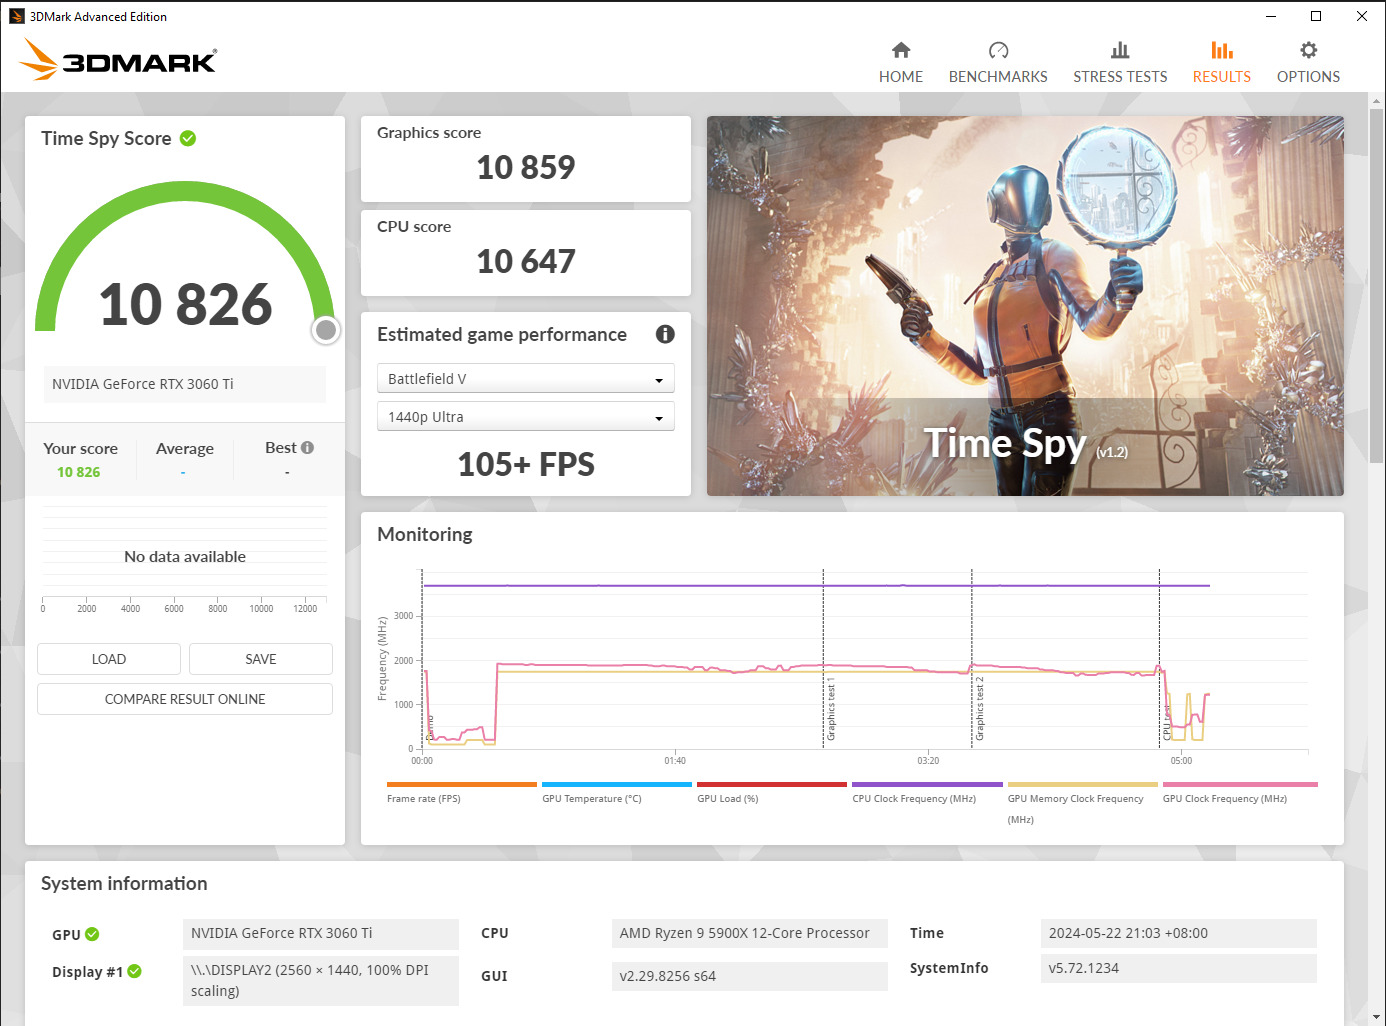 3DMark Advanced Edition
3DMARK®
HOME
BENCHMARKS
STRESS TESTS
RESULTS
OPTIONS
Time Spy Score
10 826
NVIDIA GeForce RTX 3060 Ti
Your score
10 826
Average
-
Best
-
No data available
0 2000 4000 6000 8000 10000 12000
LOAD
SAVE
COMPARE RESULT ONLINE
Graphics score
10 859
CPU score
10 647
Estimated game performance
Battlefield V
1440p Ultra
105+ FPS
Time Spy (v1.2)
Monitoring
Frequency (MHz)
3000
2000
1000
0
Graphics test 1
Graphics test 2
CPU test
00:00 01:40 03:20 05:00
Frame rate (FPS)
GPU Temperature (°C)
GPU Load (%)
CPU Clock Frequency (MHz)
GPU Memory Clock Frequency
(MHz)
GPU Clock Frequency (MHz)
System information
GPU
NVIDIA GeForce RTX 3060 Ti
Display #1
\\.\DISPLAY2 (2560 × 1440, 100% DPI
scaling)
CPU
AMD Ryzen 9 5900X 12-Core Processor
GUI
v2.29.8256 s64
Time
2024-05-22 21:03 +08:00
SystemInfo
v5.72.1234